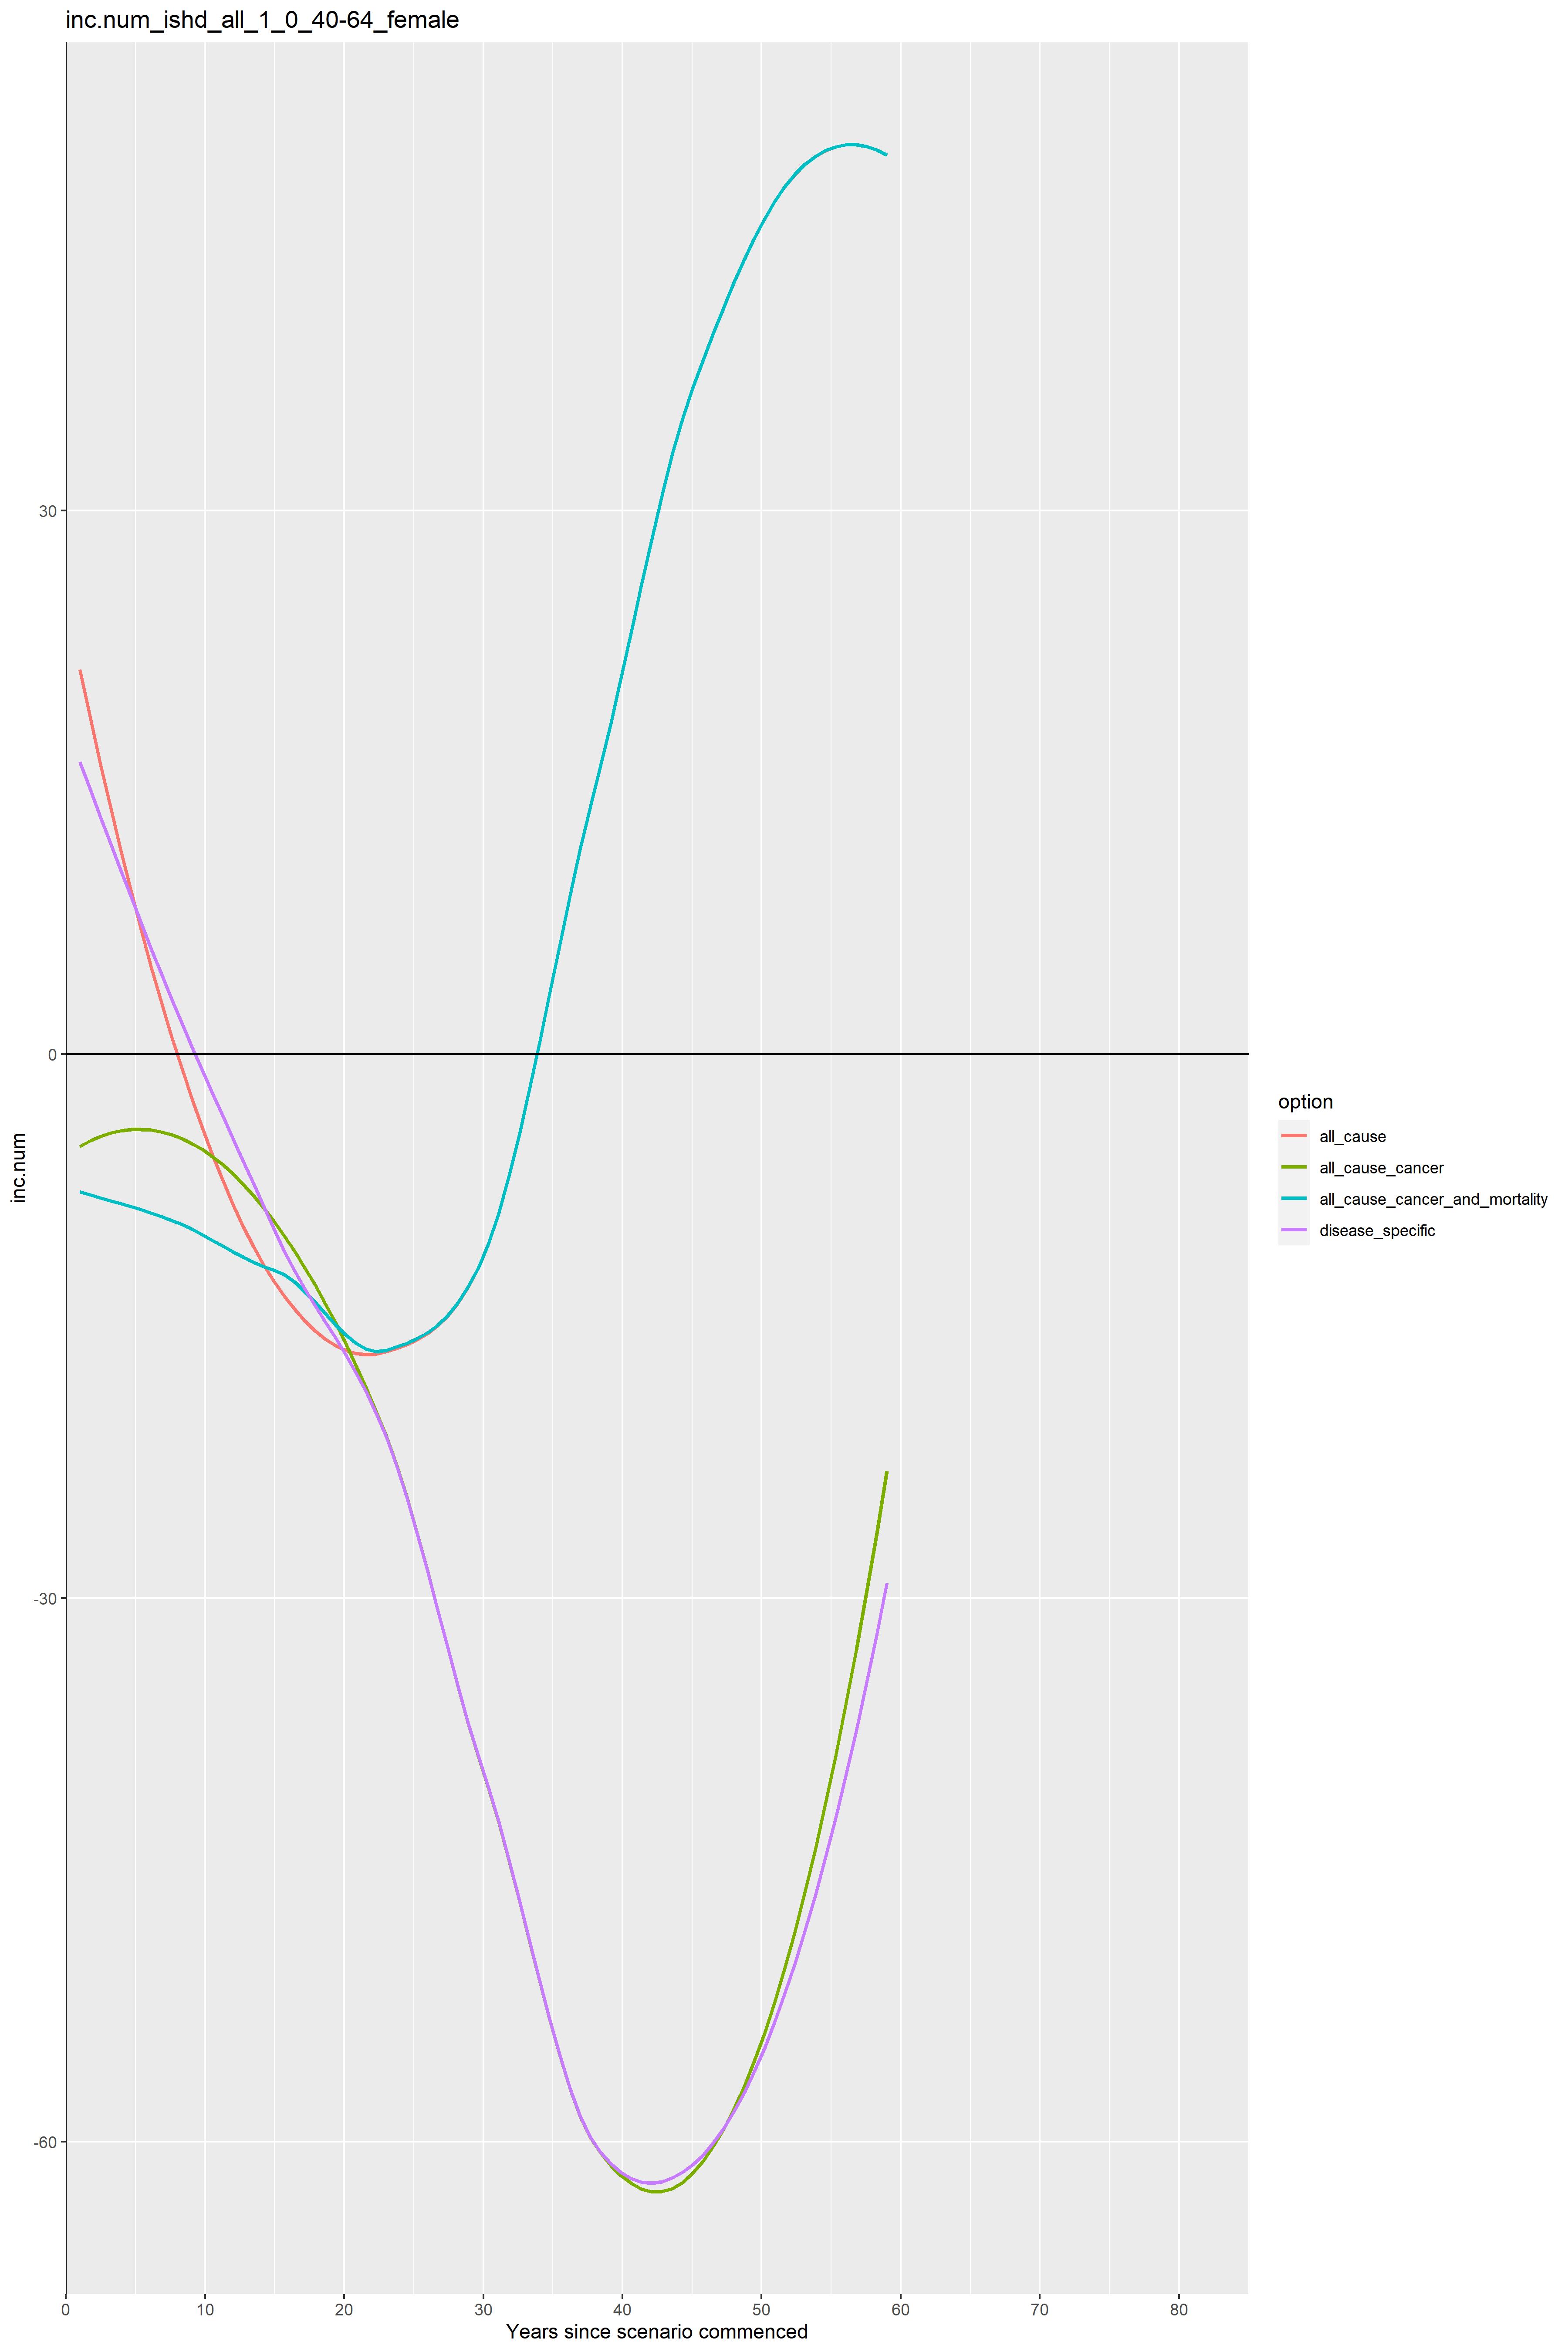 inc.num_ishd_all_1_0_40-64_female
30
0
-30
-60
inc.num
0 10 20 30 40 50 60 70 80
Years since scenario commenced
option
all_cause
all_cause_cancer
all_cause_cancer_and_mortality
disease_specific